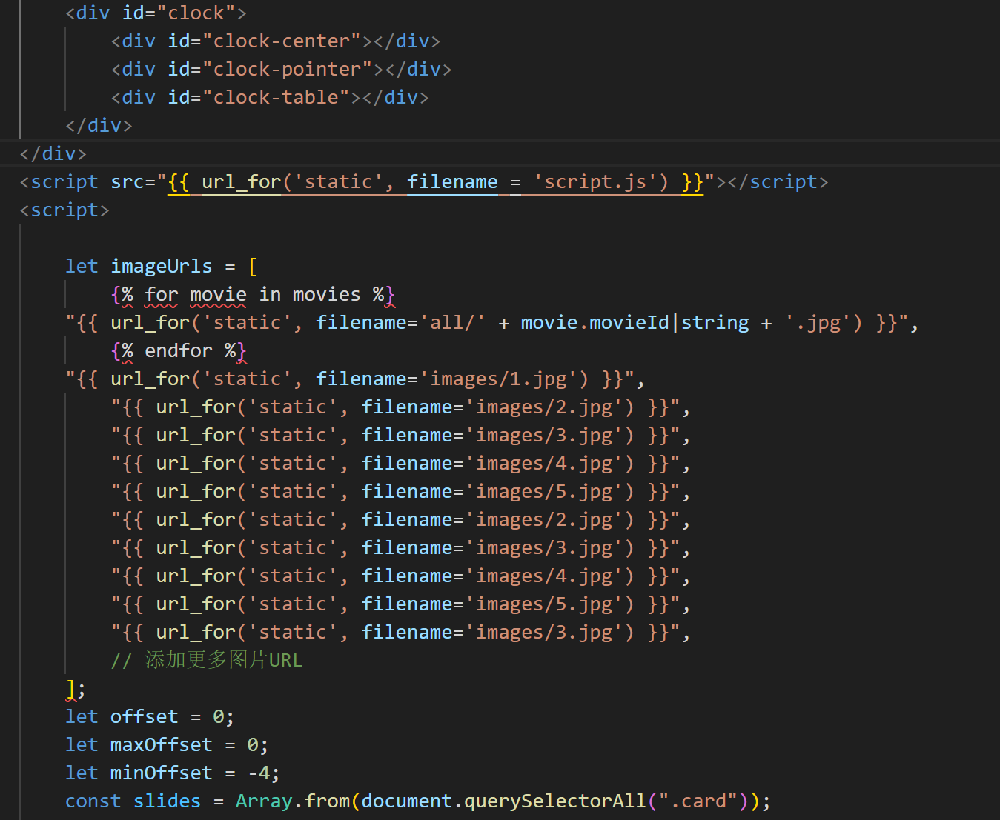 <div id="clock">
<div id="clock-center"></div>
<div id="clock-pointer"></div>
<div id="clock-table"></div>
</div>
</div>
<script src="{{ url_for('static', filename = 'script.js') }}"></script>
<script>
let imageUrls = [
{% for movie in movies %}
"{{ url_for('static', filename='all/' + movie.movieId|string + '.jpg') }}",
{% endfor %}
"{{ url_for('static', filename='images/1.jpg') }}",
"{{ url_for('static', filename='images/2.jpg') }}",
"{{ url_for('static', filename='images/3.jpg') }}",
"{{ url_for('static', filename='images/4.jpg') }}",
"{{ url_for('static', filename='images/5.jpg') }}",
"{{ url_for('static', filename='images/2.jpg') }}",
"{{ url_for('static', filename='images/3.jpg') }}",
"{{ url_for('static', filename='images/4.jpg') }}",
"{{ url_for('static', filename='images/5.jpg') }}",
"{{ url_for('static', filename='images/3.jpg') }}",
// 添加更多图片URL
];
let offset = 0;
let maxOffset = 0;
let minOffset = -4;
const slides = Array.from(document.querySelectorAll(".card"));